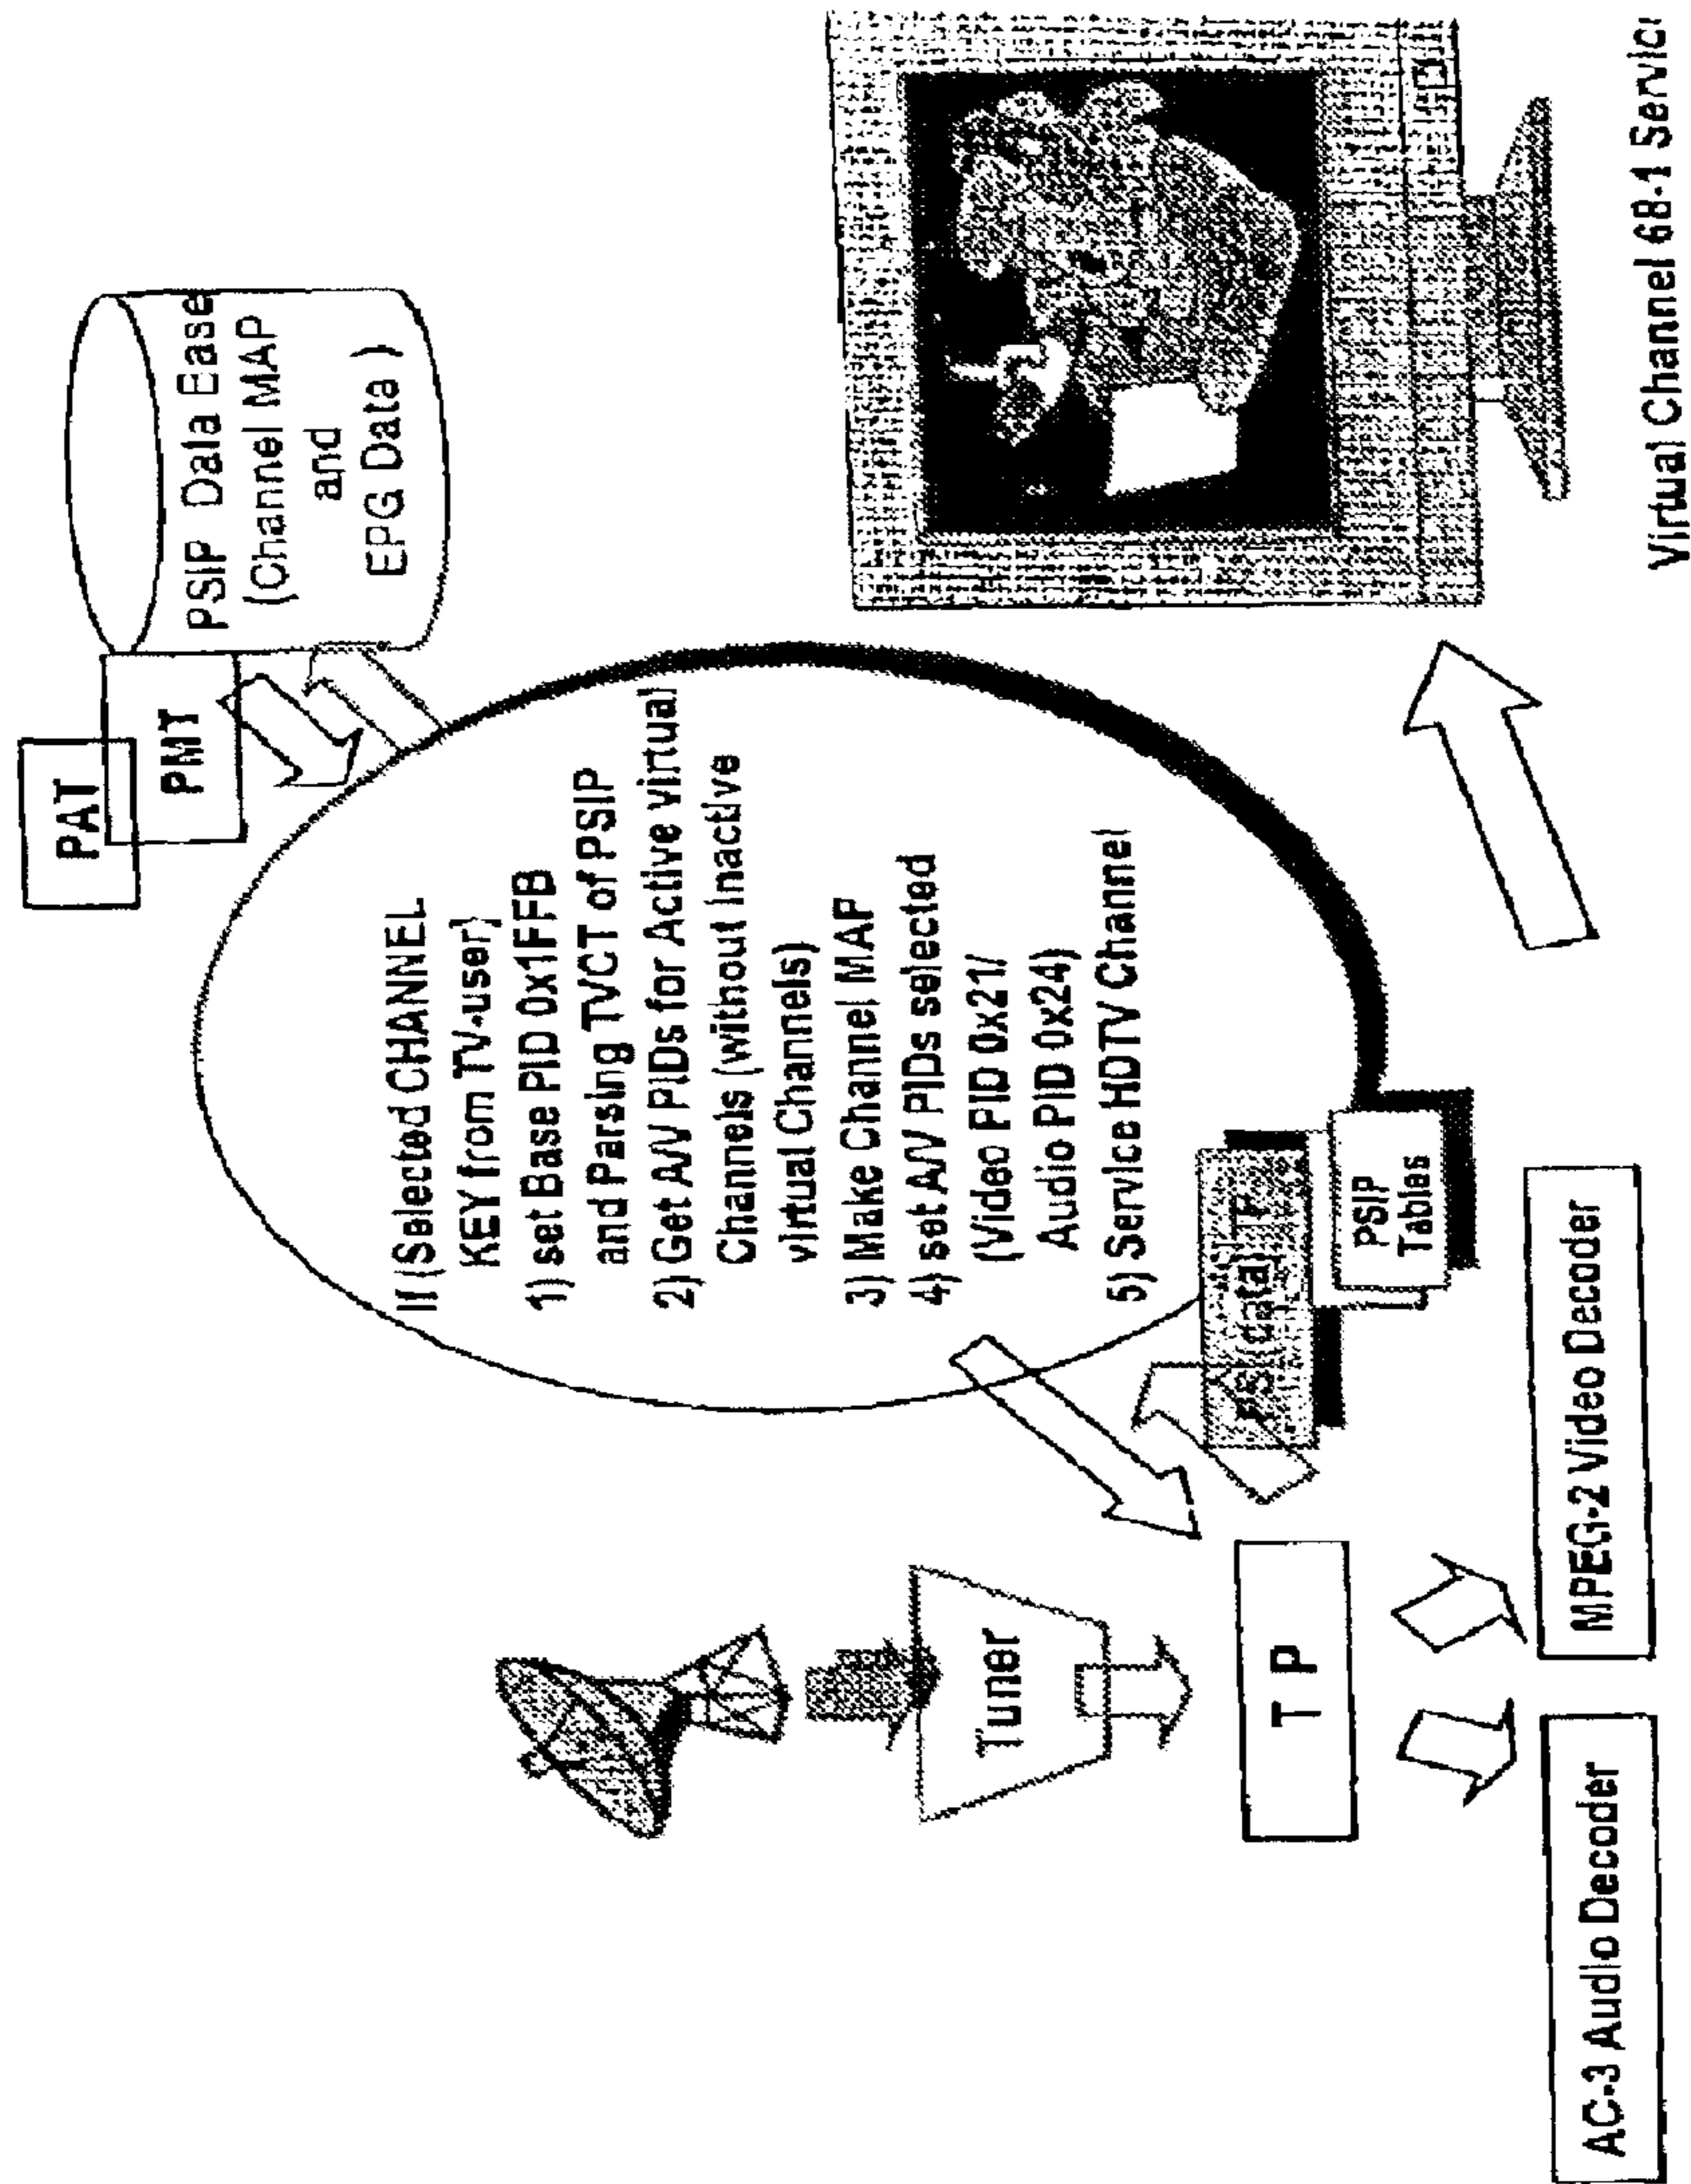 PAT
PMT
PSIP Data Ease
(Channel MAP
and
EPG Data )
If (Selected CHANNEL
KEY from TV-user)
1) set Base PID 0x1FFB
and Parsing TVCT of PSIP
2) Get A/V PIDs for Active virtual
Channels (without Inactive
virtual Channels)
3) Make Channel MAP
4) set A/V PIDs selected
(Video PID 0x21/
Audio PID 0x24)
5) Service HDTV Channel
data
PSIP
Tables
Tuner
T P
AC-3 Audio Decoder
MPEG-2 Video Decoder
Virtual Channel 68-1 Service